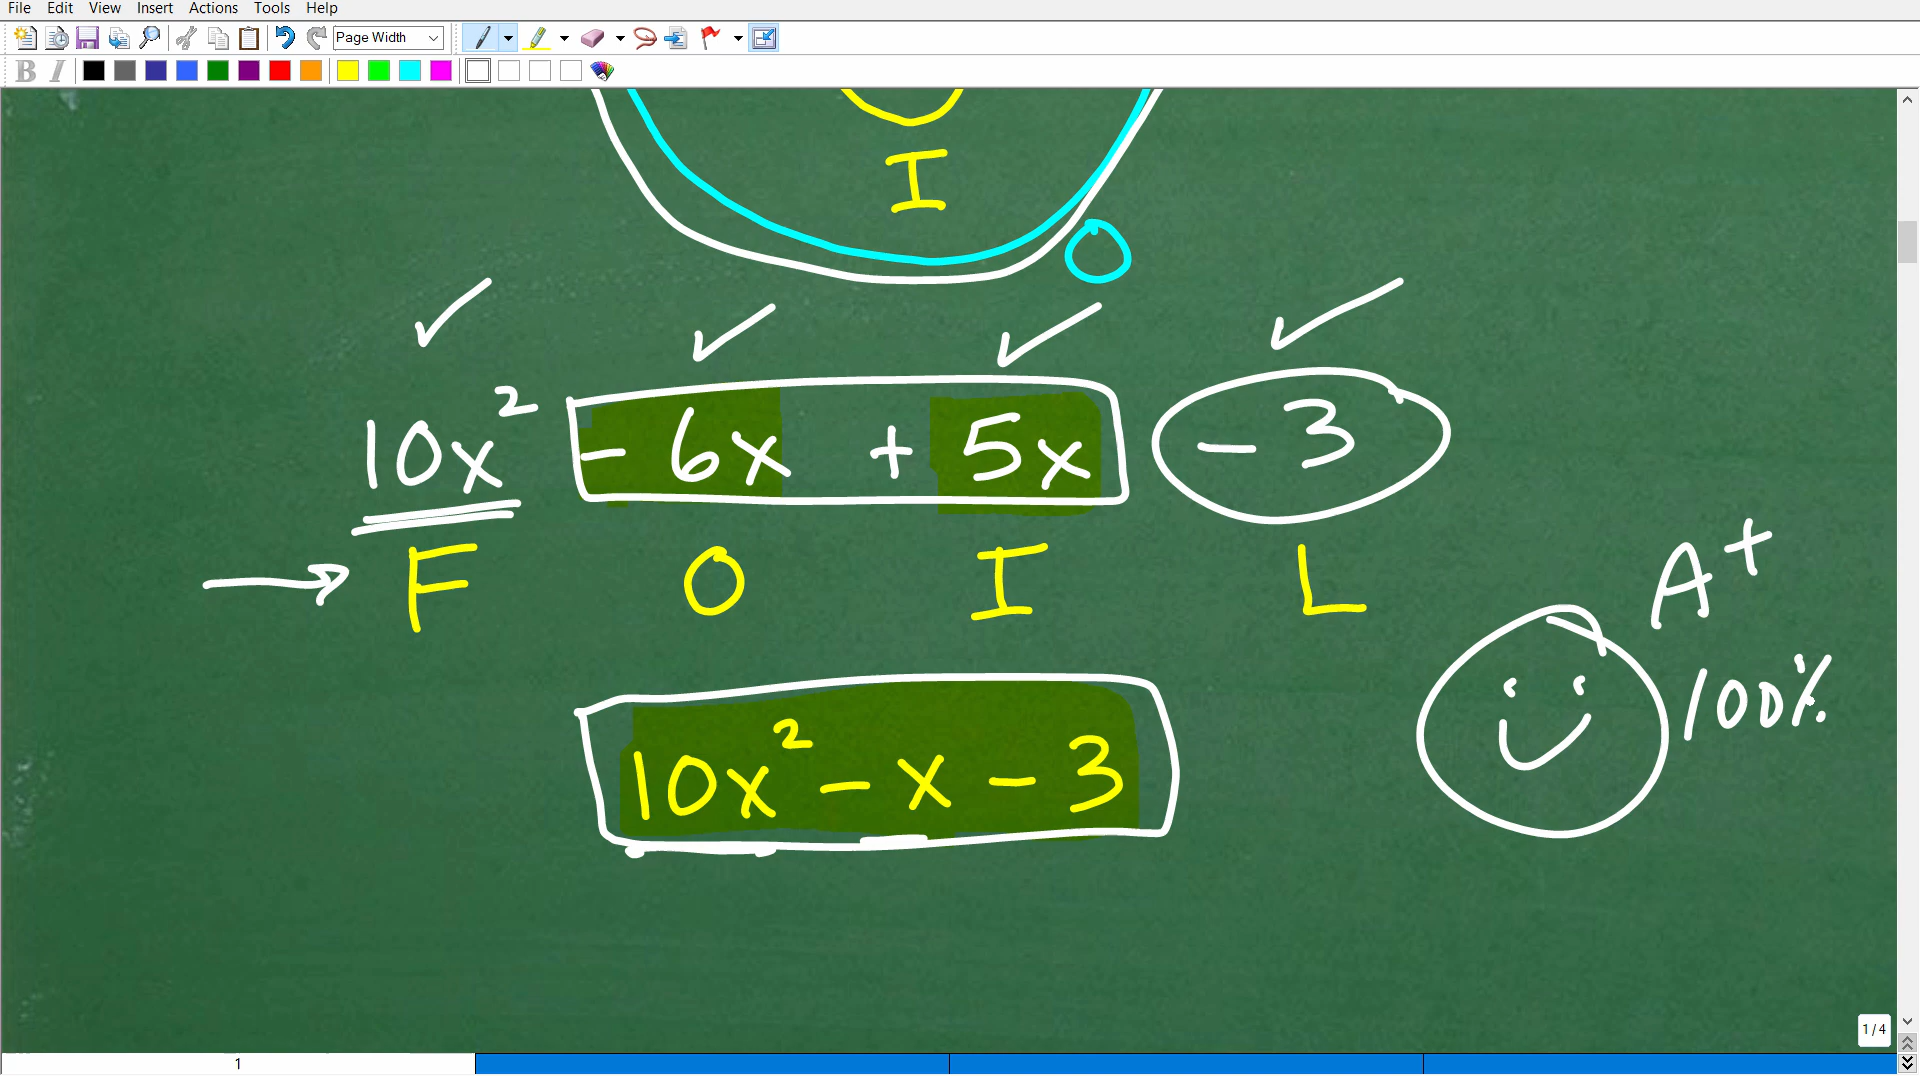 File Edit View Insert Actions Tools Help
Page Width
B I
I
O
10x² - 6x + 5x - 3
F O I L
A+
100%
10x² - x - 3
1 / 4
1